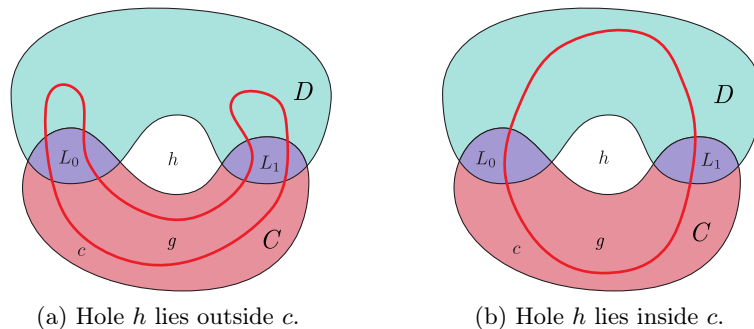 D
L₀
h
L₁
g
C
c
(a) Hole h lies outside c.
D
L₀
h
L₁
g
C
c
(b) Hole h lies inside c.